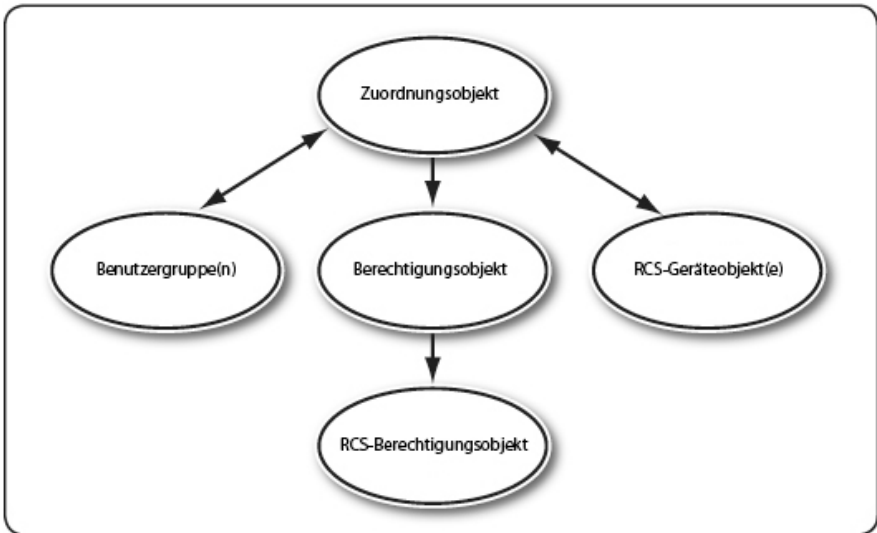 Zuordnungsobjekt
Benutzergruppe(n)
Berechtigungsobjekt
RCS-Geräteobjekt(e)
RCS-Berechtigungsobjekt